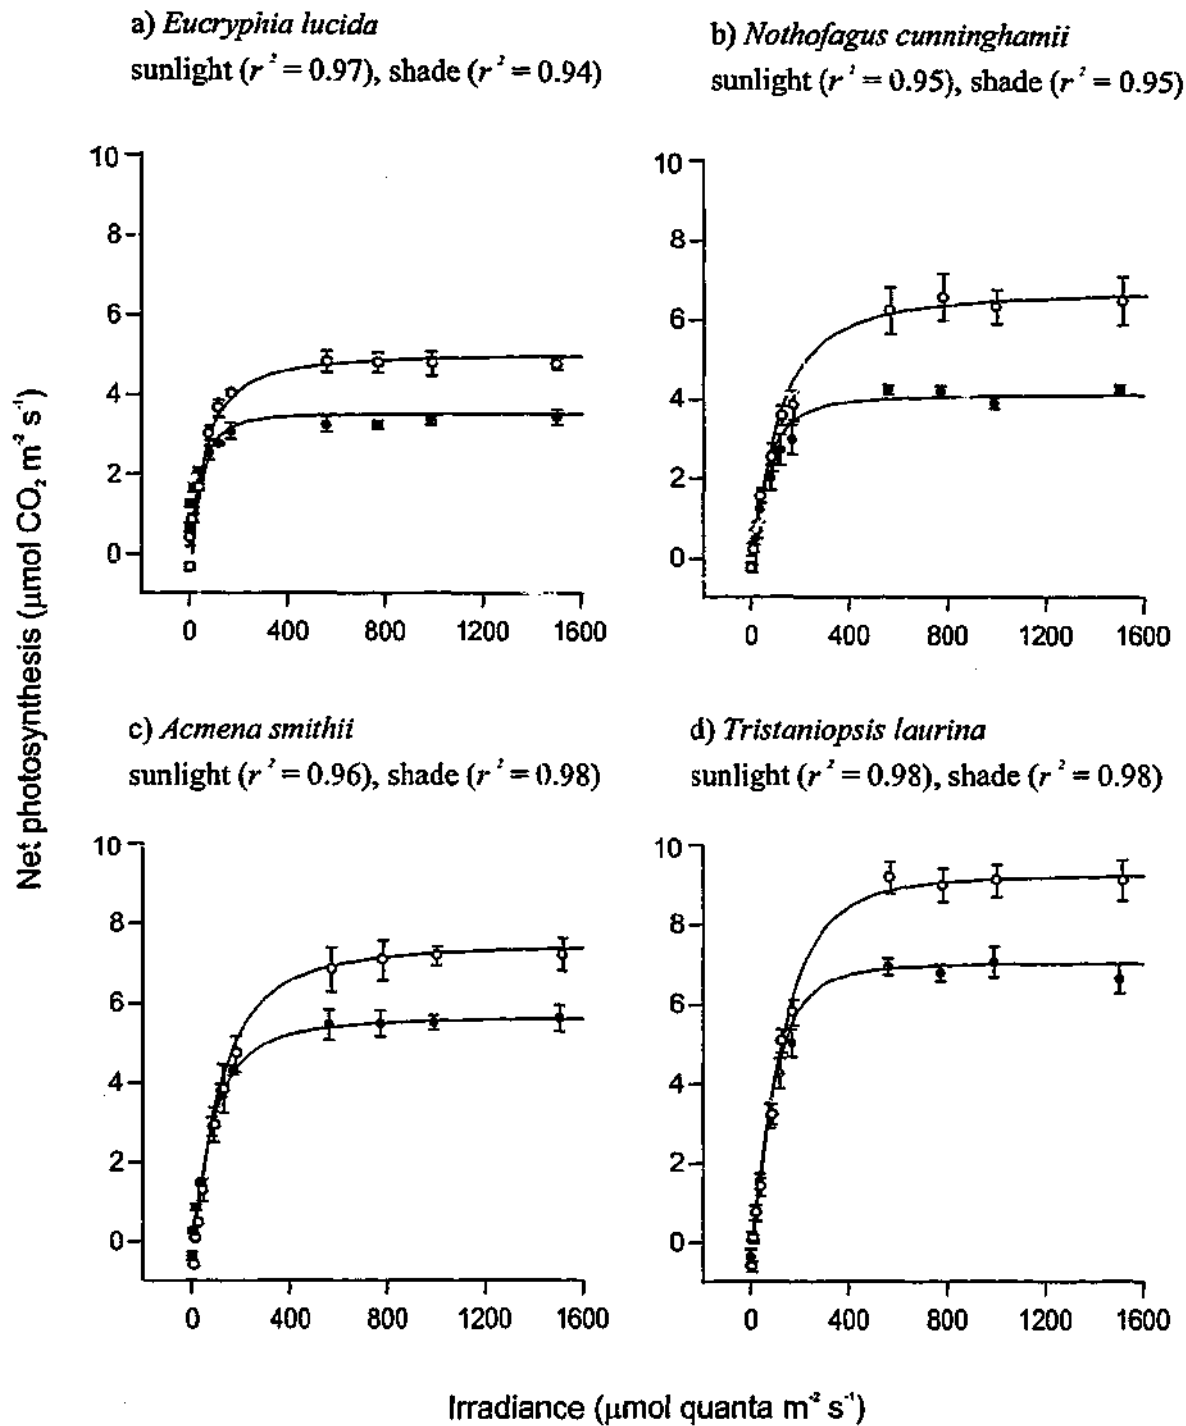 a) Eucryphia lucida
sunlight (r² = 0.97), shade (r² = 0.94)
b) Nothofagus cunninghamii
sunlight (r² = 0.95), shade (r² = 0.95)
10
8
6
4
2
0
0 400 800 1200 1600
10
8
6
4
2
0
0 400 800 1200 1600
Net photosynthesis (μmol CO₂ m⁻² s⁻¹)
c) Acmena smithii
sunlight (r² = 0.96), shade (r² = 0.98)
d) Tristaniopsis laurina
sunlight (r² = 0.98), shade (r² = 0.98)
10
8
6
4
2
0
0 400 800 1200 1600
10
8
6
4
2
0
0 400 800 1200 1600
Irradiance (μmol quanta m⁻² s⁻¹)